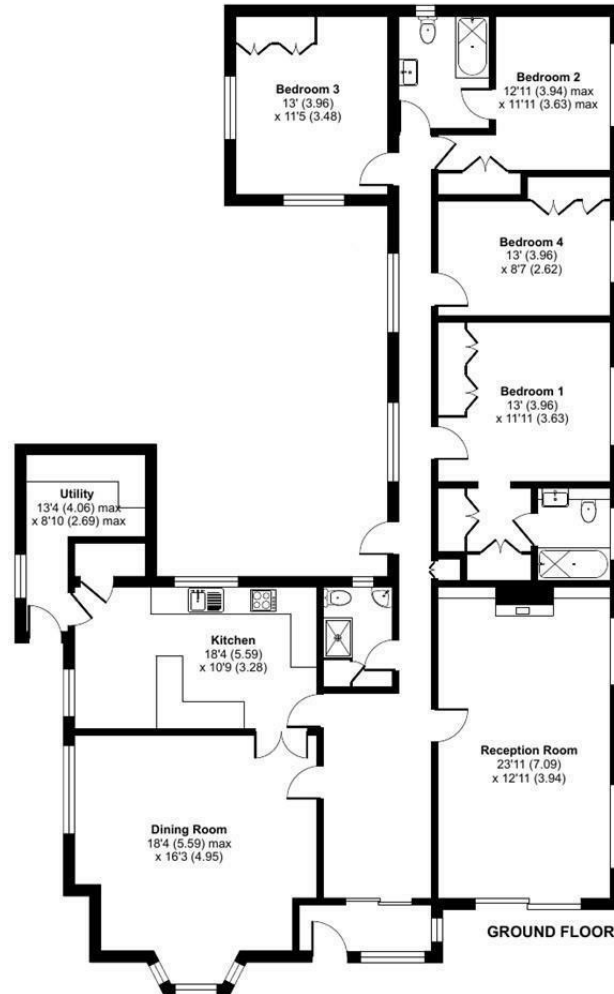 Bedroom 3
13' (3.96)
x 11'5 (3.48)
Bedroom 2
12'11 (3.94) max
x 11'11 (3.63) max
Bedroom 4
13' (3.96)
x 8'7 (2.62)
Bedroom 1
13' (3.96)
x 11'11 (3.63)
Utility
13'4 (4.06) max
x 8'10 (2.69) max
Kitchen
18'4 (5.59)
x 10'9 (3.28)
Reception Room
23'11 (7.09)
x 12'11 (3.94)
Dining Room
18'4 (5.59) max
x 16'3 (4.95)
GROUND FLOOR